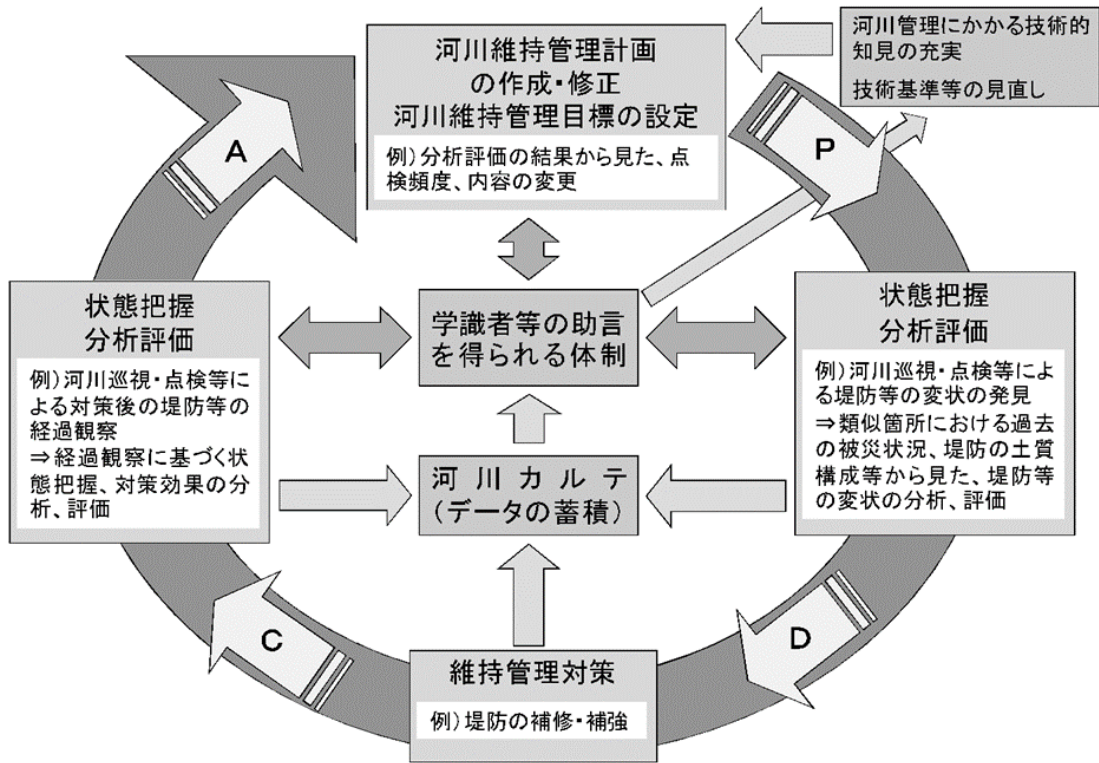 河川維持管理計画
の作成・修正
河川維持管理目標の設定
例)分析評価の結果から見た、点
検頻度、内容の変更
河川管理にかかる技術的
知見の充実
技術基準等の見直し
A
P
状態把握
分析評価
例)河川巡視・点検等に
よる対策後の堤防等の
経過観察
⇒経過観察に基づく状
態把握、対策効果の分
析、評価
学識者等の助言
を得られる体制
状態把握
分析評価
例)河川巡視・点検等によ
る堤防等の変状の発見
⇒類似箇所における過去
の被災状況、堤防の土質
構成等から見た、堤防等
の変状の分析、評価
河川カルテ
(データの蓄積)
C
D
維持管理対策
例)堤防の補修・補強